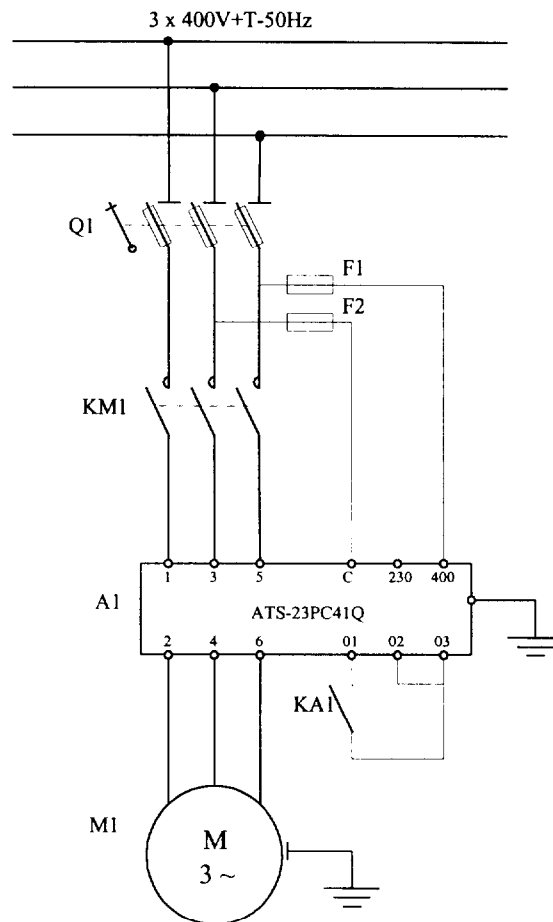 3 x 400V+T-50Hz
Q1
F1
F2
KM1
1 3 5 C 230 400
A1
ATS-23PC41Q
2 4 6 01 02 03
KA1
M1
M
3 ~